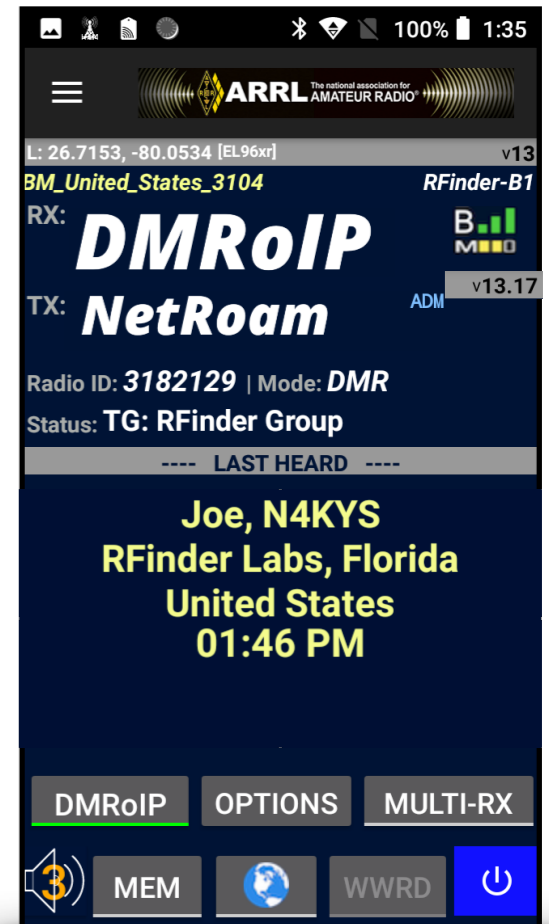 100% 1:35
ARRL The national association for AMATEUR RADIO®
L: 26.7153, -80.0534 [EL96xr] v13
BM_United_States_3104 RFinder-B1
RX: DMRoIP B
M D
TX: NetRoam ADM v13.17
Radio ID: 3182129 | Mode: DMR
Status: TG: RFinder Group
---- LAST HEARD ----
Joe, N4KYS
RFinder Labs, Florida
United States
01:46 PM
DMRoIP OPTIONS MULTI-RX
3 MEM WWRD